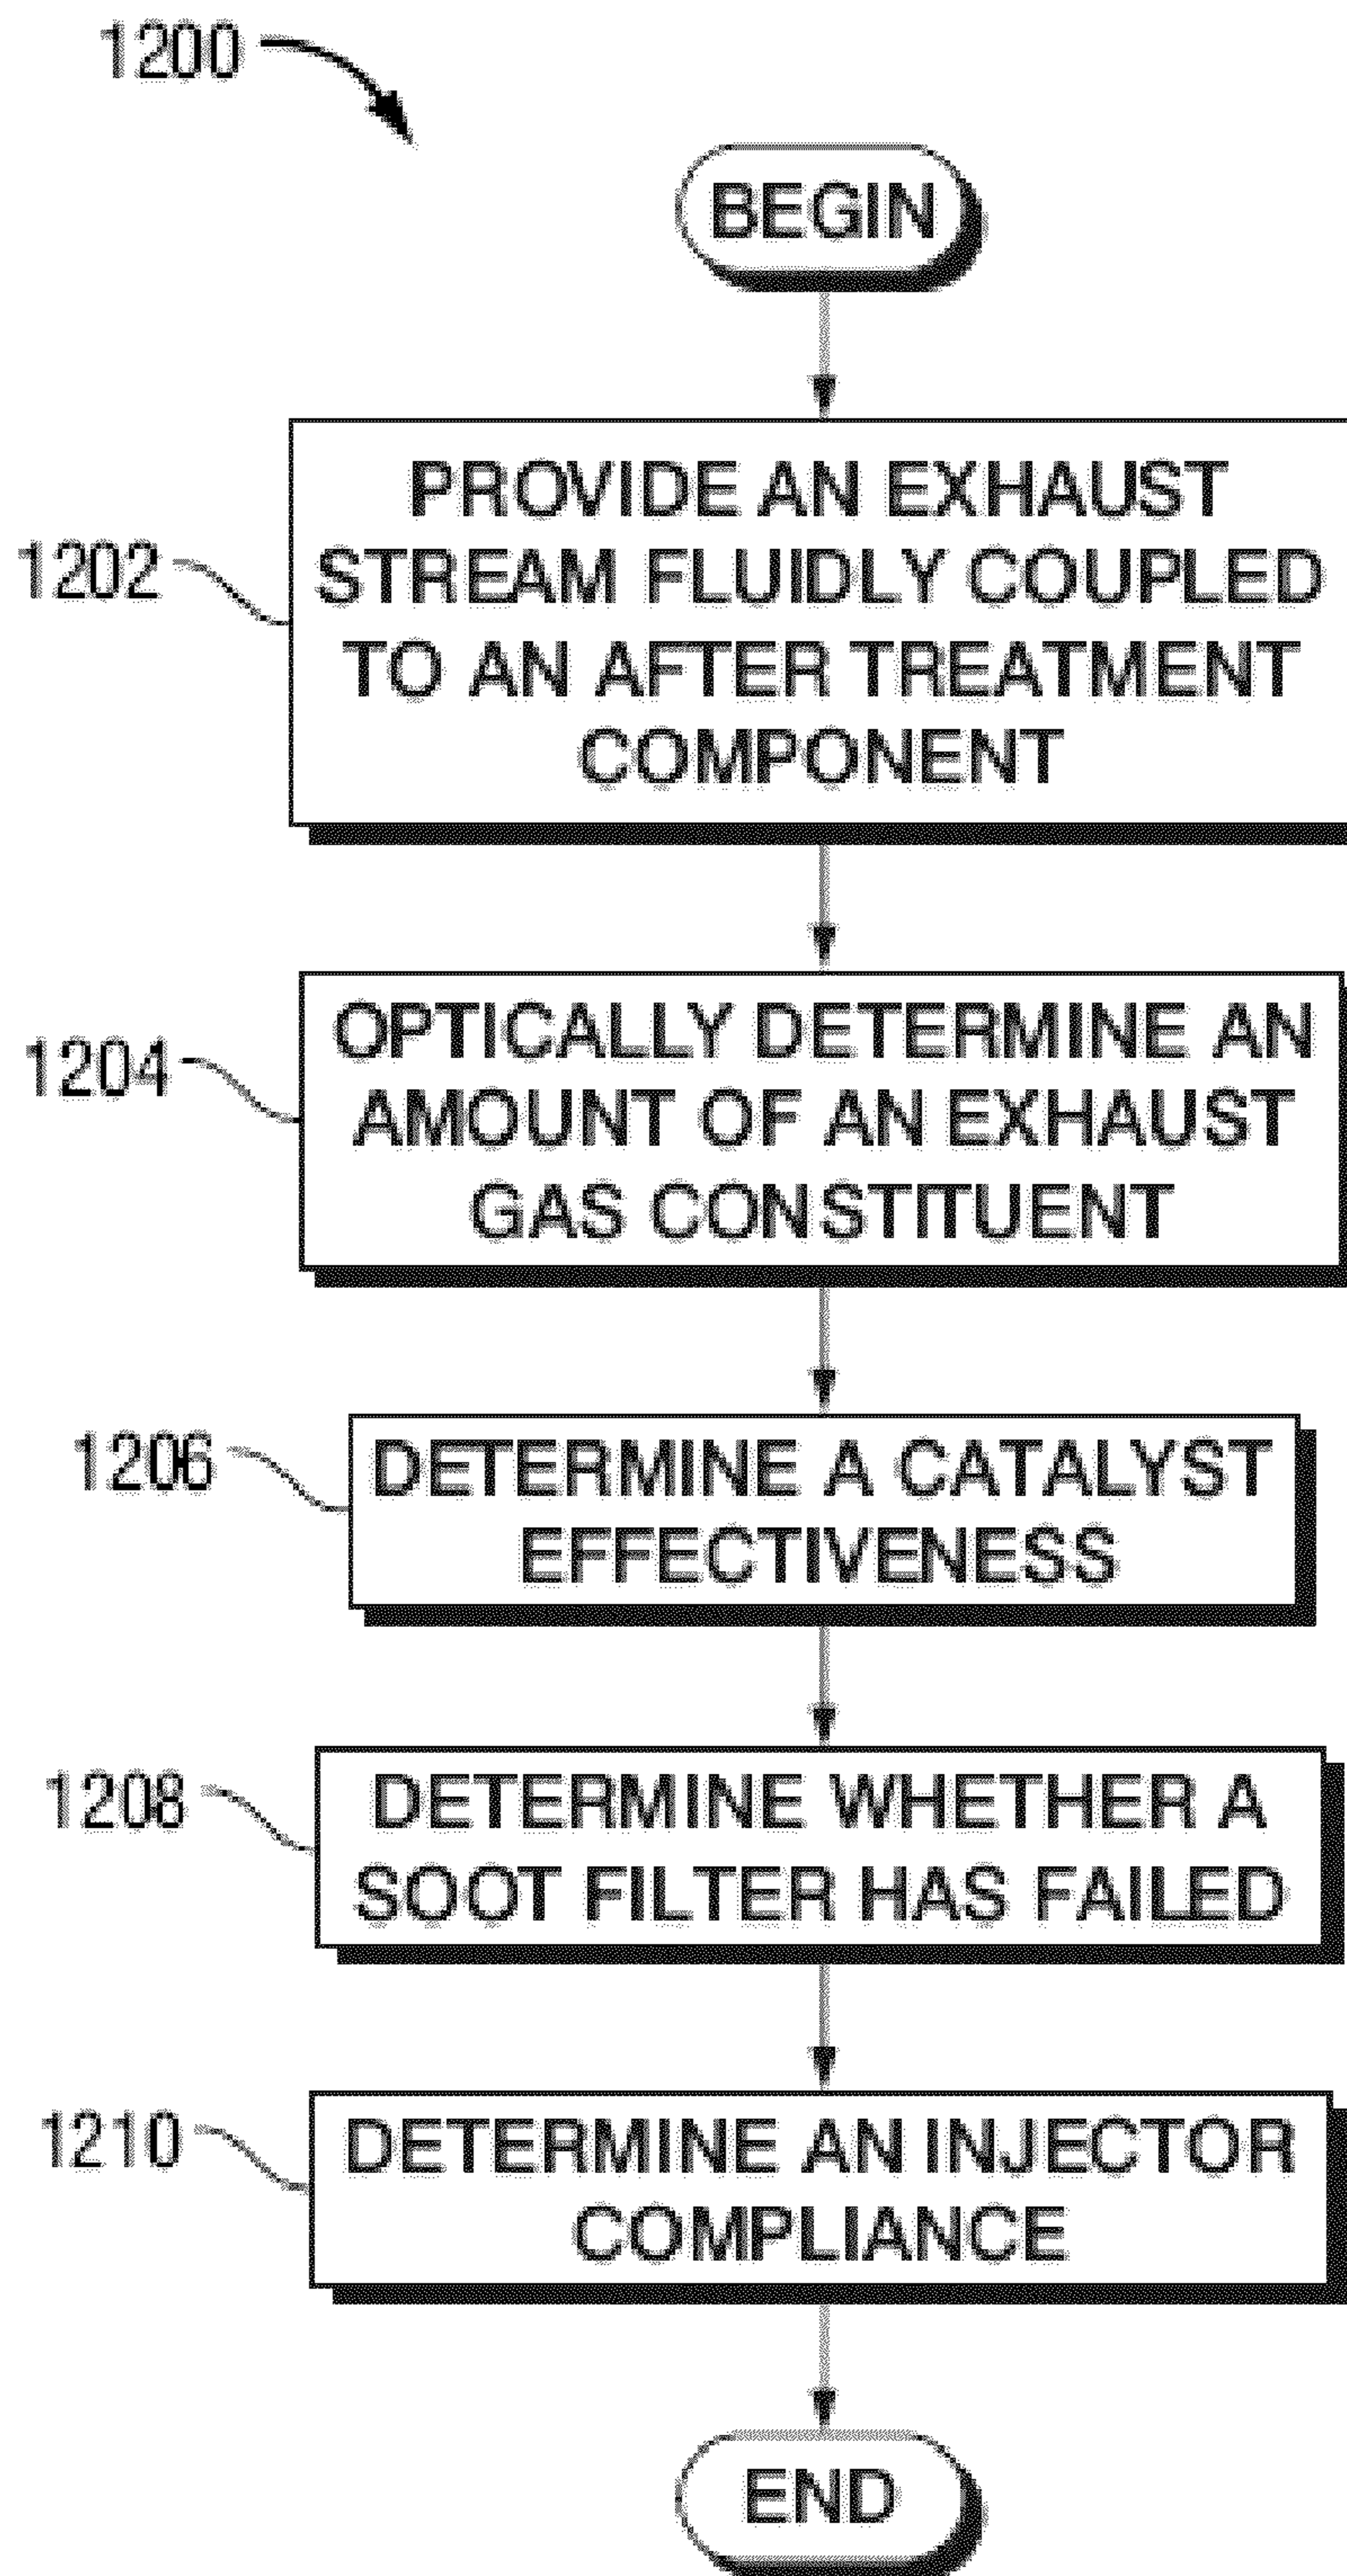 1200
BEGIN
1202
PROVIDE AN EXHAUST
STREAM FLUIDLY COUPLED
TO AN AFTER TREATMENT
COMPONENT
1204
OPTICALLY DETERMINE AN
AMOUNT OF AN EXHAUST
GAS CONSTITUENT
1206
DETERMINE A CATALYST
EFFECTIVENESS
1208
DETERMINE WHETHER A
SOOT FILTER HAS FAILED
1210
DETERMINE AN INJECTOR
COMPLIANCE
END